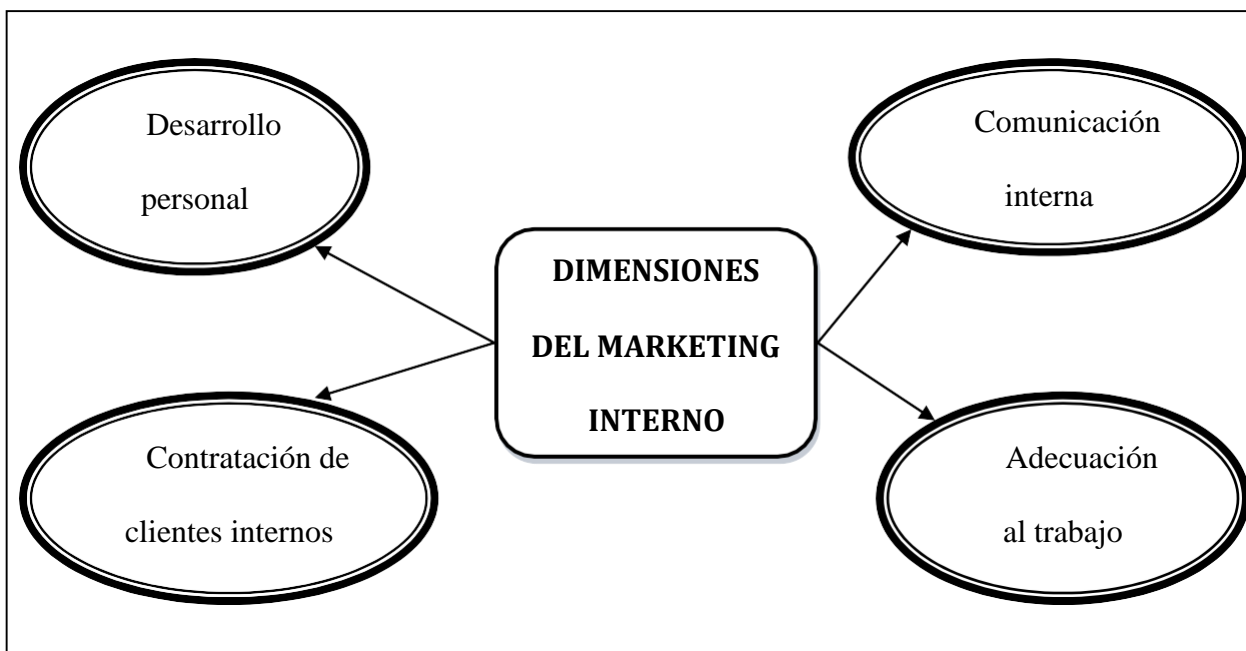 Desarrollo
personal
Comunicación
interna
DIMENSIONES
DEL MARKETING
INTERNO
Contratación de
clientes internos
Adecuación
al trabajo